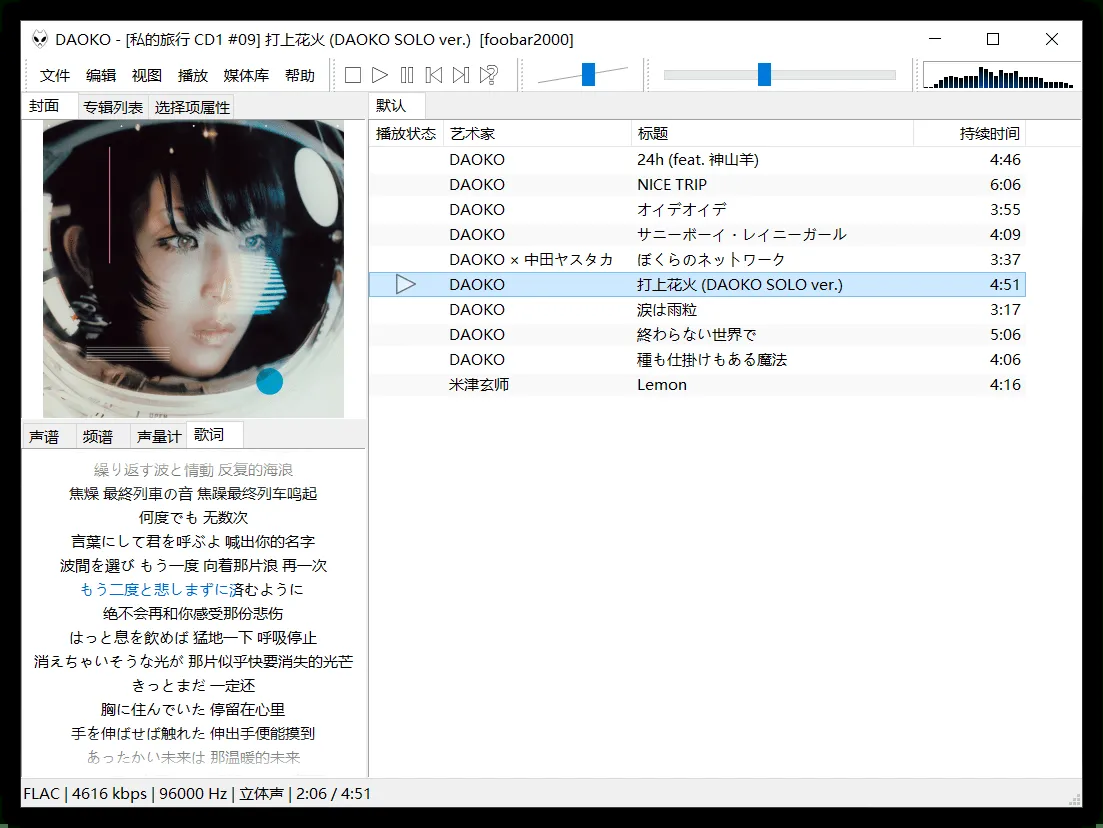 DAOKO - [私的旅行 CD1 #09] 打上花火 (DAOKO SOLO ver.) [foobar2000]
文件 编辑 视图 播放 媒体库 帮助
封面 专辑列表 选择项属性
声谱 频谱 声量计 歌词
繰り返す波と情動 反复的海浪
焦燥 最終列車の音 焦躁最终列车鸣起
何度でも 无数次
言葉にして君を呼ぶよ 喊出你的名字
波間を選び もう一度 向着那片浪 再一次
もう二度と悲しまずに済むように
绝不会再和你感受那份悲伤
はっと息を飲めば 猛地一下 呼吸停止
消えちゃいそうな光が 那片似乎快要消失的光芒
きっとまだ 一定还
胸に住んでいた 停留在心里
手を伸ばせば触れた 伸出手便能摸到
あったかい未来は 那温暖的未来
默认
播放状态 艺术家 标题 持续时间
DAOKO 24h (feat. 神山羊) 4:46
DAOKO NICE TRIP 6:06
DAOKO オイデオイデ 3:55
DAOKO サニーボーイ・レイニーガール 4:09
DAOKO × 中田ヤスタカ ぼくらのネットワーク 3:37
DAOKO 打上花火 (DAOKO SOLO ver.) 4:51
DAOKO 涙は雨粒 3:17
DAOKO 終わらない世界で 5:06
DAOKO 種も仕掛けもある魔法 4:06
米津玄师 Lemon 4:16
FLAC | 4616 kbps | 96000 Hz | 立体声 | 2:06 / 4:51